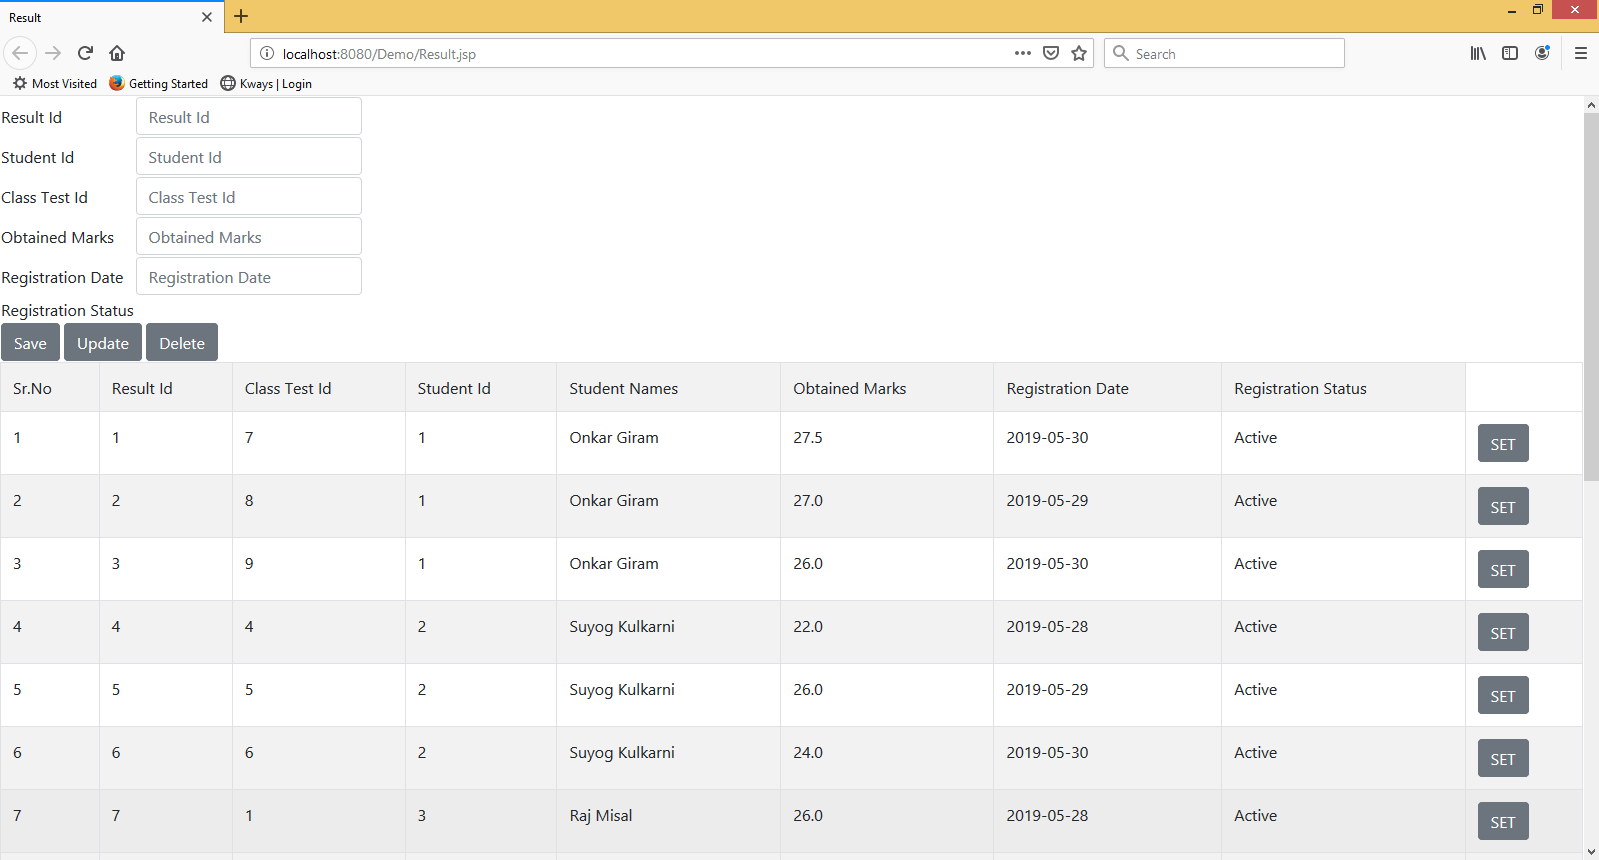 Result
localhost:8080/Demo/Result.jsp
Search
Most Visited Getting Started Kways | Login
Result Id Result Id
Student Id Student Id
Class Test Id Class Test Id
Obtained Marks Obtained Marks
Registration Date Registration Date
Registration Status
Save Update Delete
Sr.No Result Id Class Test Id Student Id Student Names Obtained Marks Registration Date Registration Status
1 1 7 1 Onkar Giram 27.5 2019-05-30 Active SET
2 2 8 1 Onkar Giram 27.0 2019-05-29 Active SET
3 3 9 1 Onkar Giram 26.0 2019-05-30 Active SET
4 4 4 2 Suyog Kulkarni 22.0 2019-05-28 Active SET
5 5 5 2 Suyog Kulkarni 26.0 2019-05-29 Active SET
6 6 6 2 Suyog Kulkarni 24.0 2019-05-30 Active SET
7 7 1 3 Raj Misal 26.0 2019-05-28 Active SET